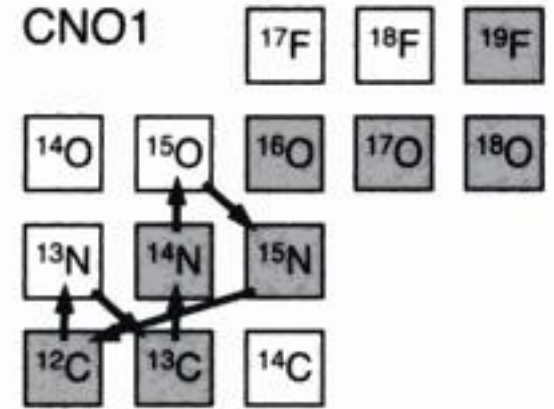 CNO1
¹⁷F ¹⁸F ¹⁹F
¹⁴O ¹⁵O ¹⁶O ¹⁷O ¹⁸O
¹³N ¹⁴N ¹⁵N
¹²C ¹³C ¹⁴C